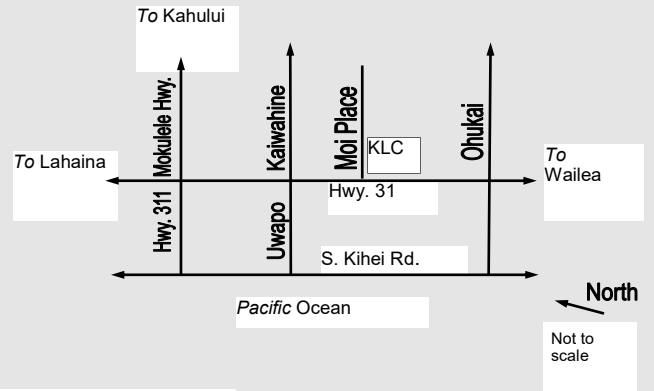 To Kahului
Mokulele Hwy.
Kaiwahine
Moi Place
Ohukai
KLC
To Lahaina
To
Wailea
Hwy. 31
Hwy. 311
Uwapo
S. Kihei Rd.
Pacific Ocean
North
Not to
scale